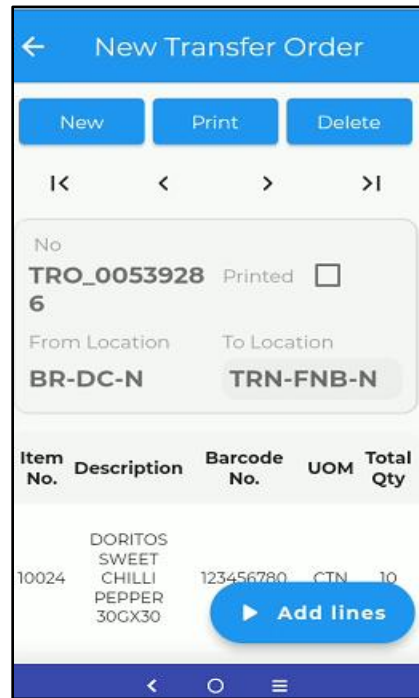 New Transfer Order
New Print Delete
No
TRO_0053928
6
Printed
From Location To Location
BR-DC-N TRN-FNB-N
Item No. Description Barcode No. UOM Total Qty
DORITOS
SWEET
10024 CHILLI 123456780 CTN 10
PEPPER
30GX30
Add lines